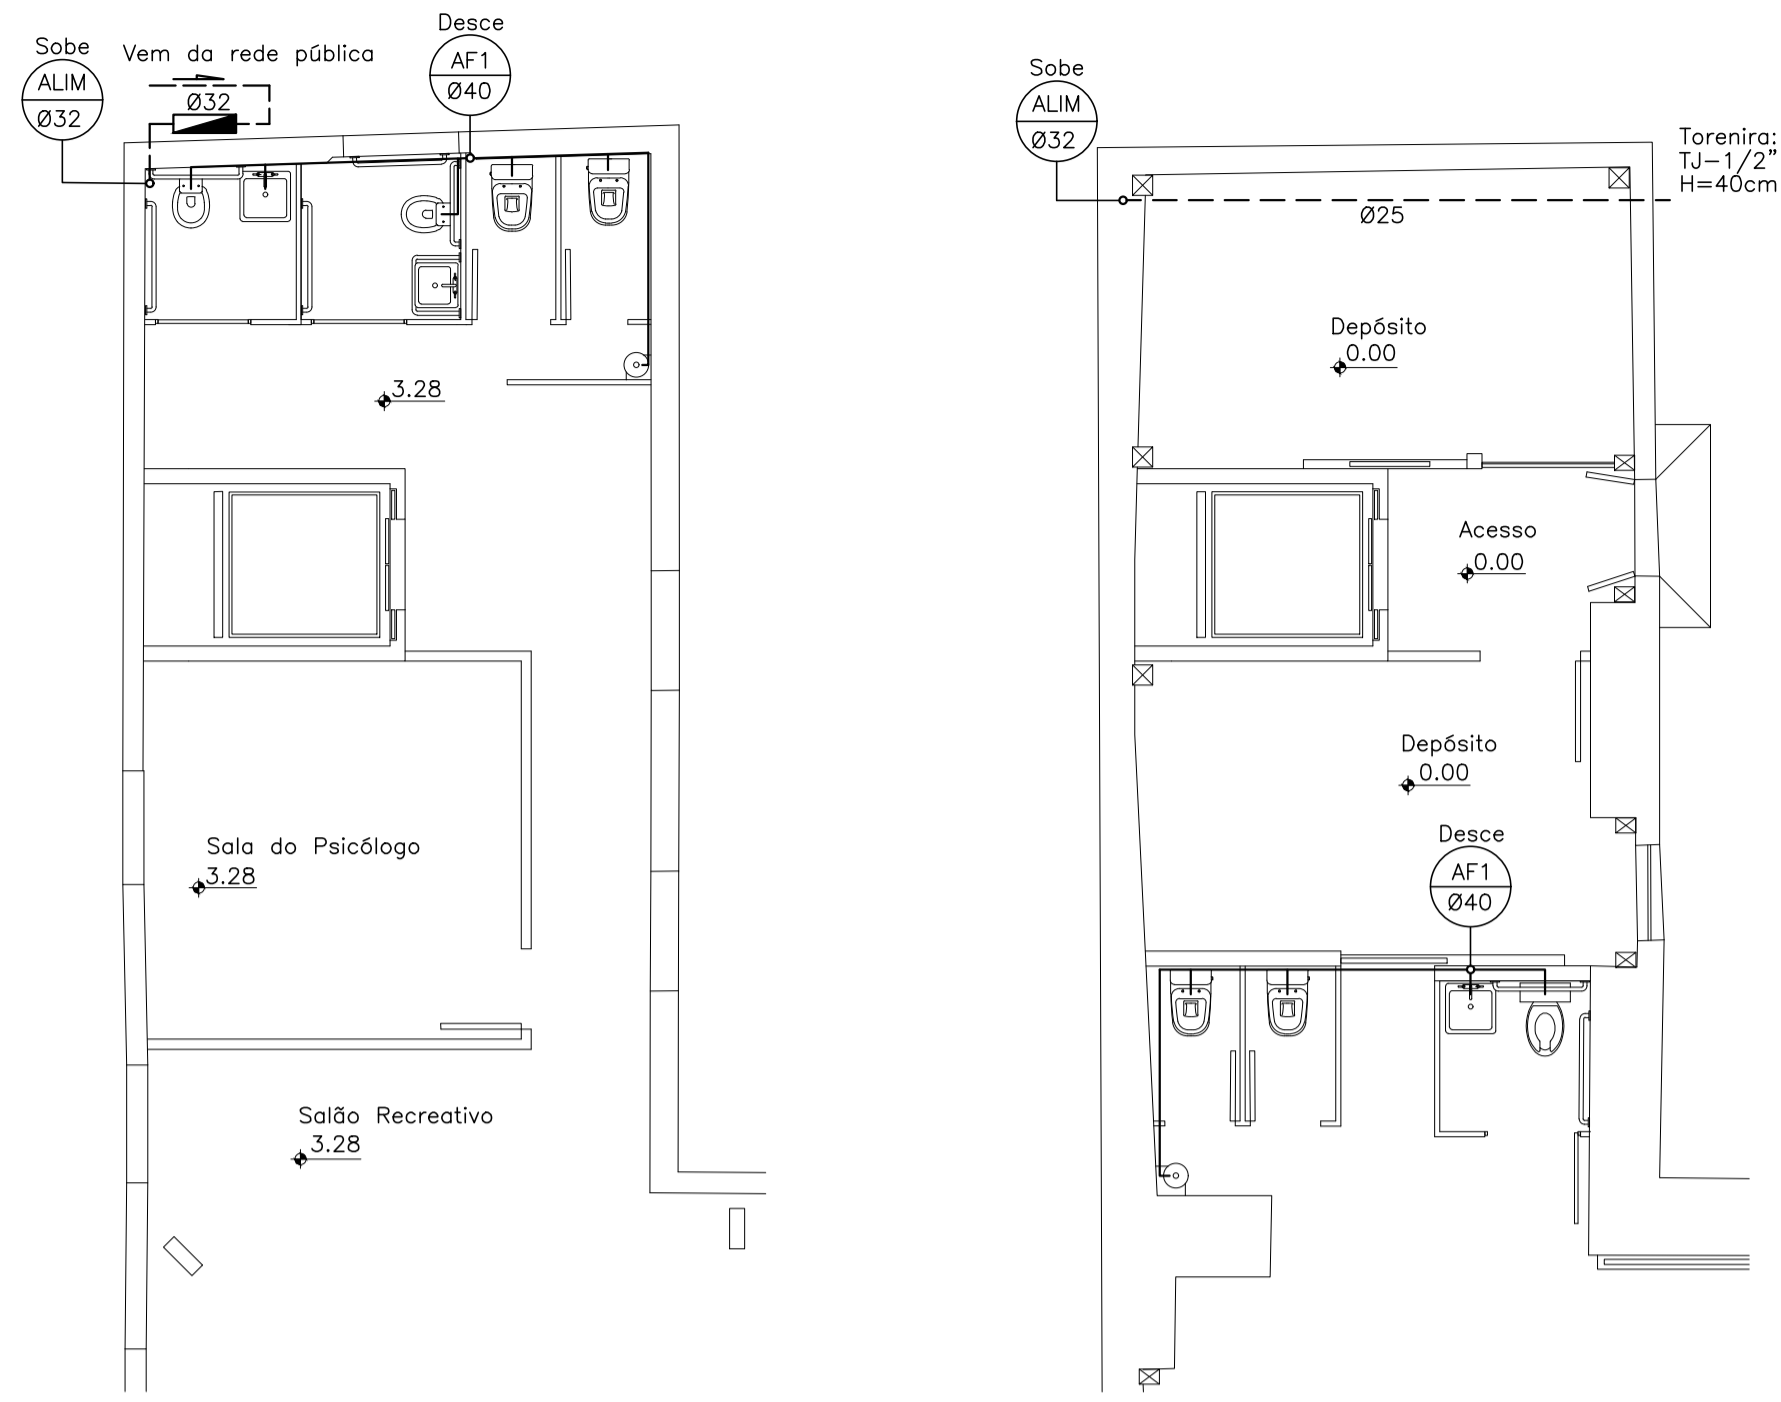 Sobe
ALIM
Ø32
Vem da rede pública
Ø32
Desce
AF1
Ø40
3.28
Sala do Psicólogo
3.28
Salão Recreativo
3.28
Sobe
ALIM
Ø32
Torenira:
TJ-1/2"
H=40cm
Ø25
Depósito
0.00
Acesso
0.00
Depósito
0.00
Desce
AF1
Ø40